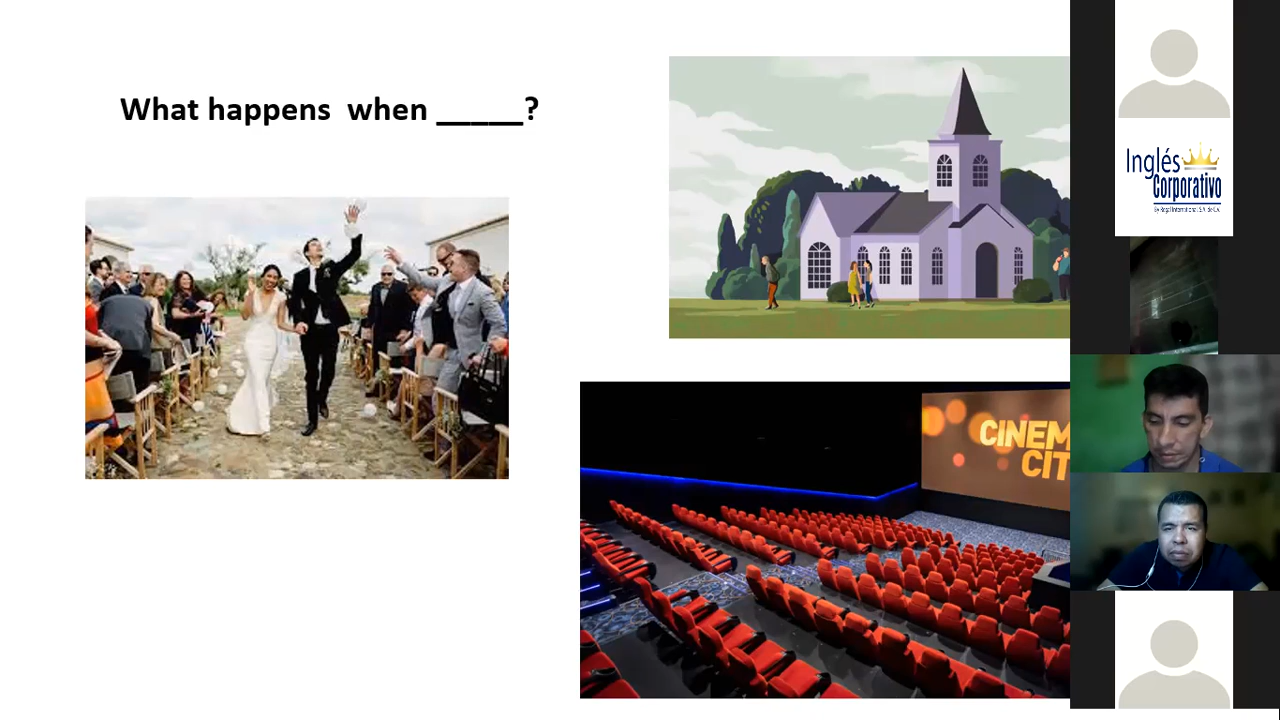 What happens when _____?
Inglés
Corporativo
CINEM
CIT